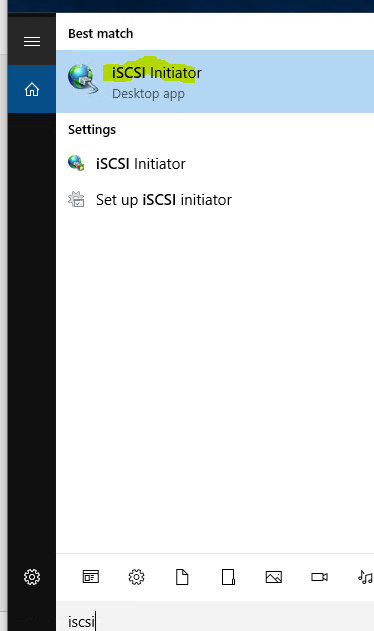 Best match
iSCSI Initiator
Desktop app
Settings
iSCSI Initiator
Set up iSCSI initiator
iscsi